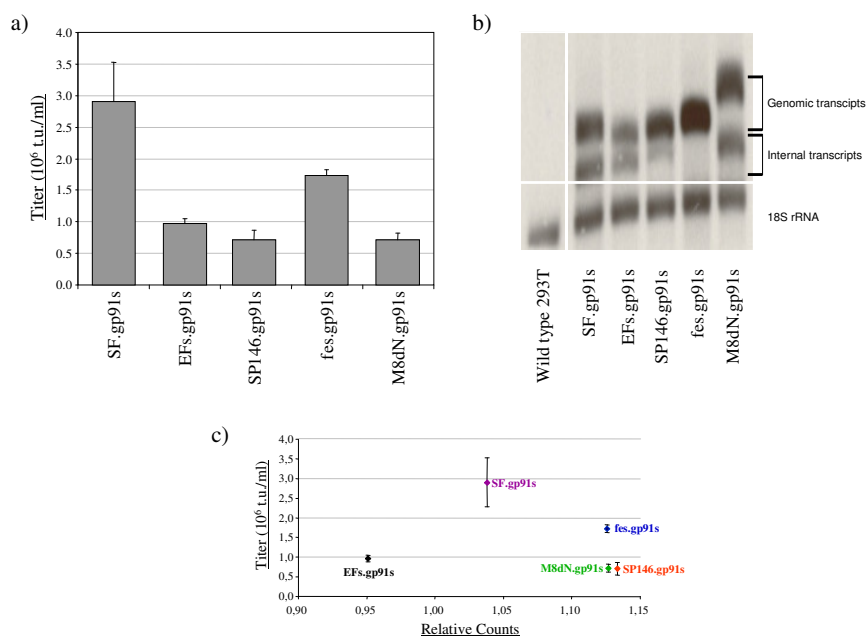 a)
Titer (10⁶ t.u./ml)
4.0
3.5
3.0
2.5
2.0
1.5
1.0
0.5
0.0
SF.gp91s
EFs.gp91s
SP146.gp91s
fes.gp91s
M8dN.gp91s
b)
Genomic transcipts
Internal transcripts
18S rRNA
Wild type 293T
SF.gp91s
EFs.gp91s
SP146.gp91s
fes.gp91s
M8dN.gp91s
c)
Titer (10⁶ t.u./ml)
4,0
3,5
3,0
2,5
2,0
1,5
1,0
0,5
0,0
SF.gp91s
fes.gp91s
EFs.gp91s
M8dN.gp91s
SP146.gp91s
0,90
0,95
1,00
1,05
1,10
1,15
Relative Counts